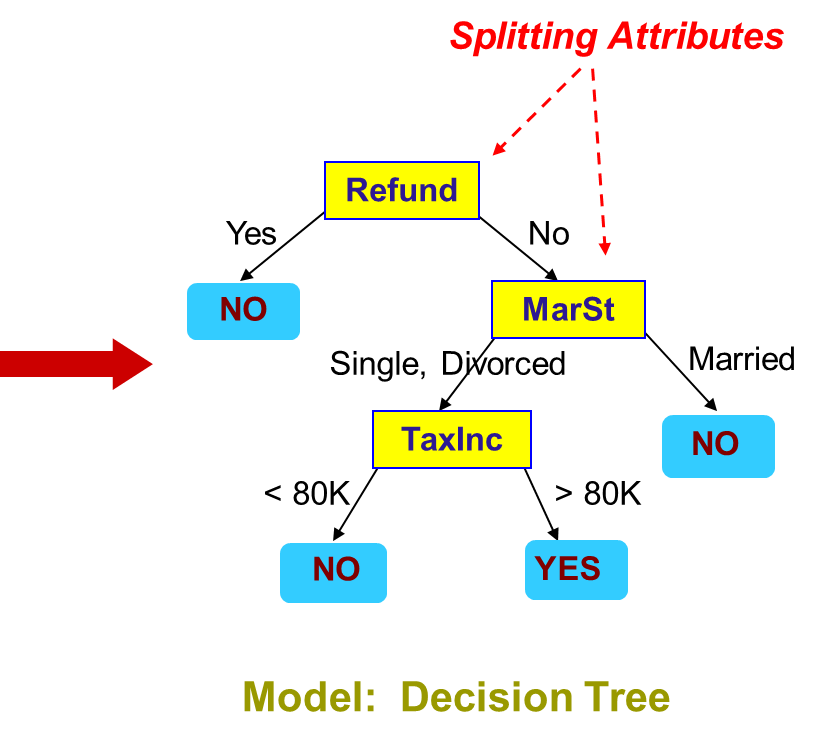 Splitting Attributes
Refund
Yes
No
NO
MarSt
Single, Divorced
Married
TaxInc
NO
< 80K
> 80K
NO
YES
Model: Decision Tree